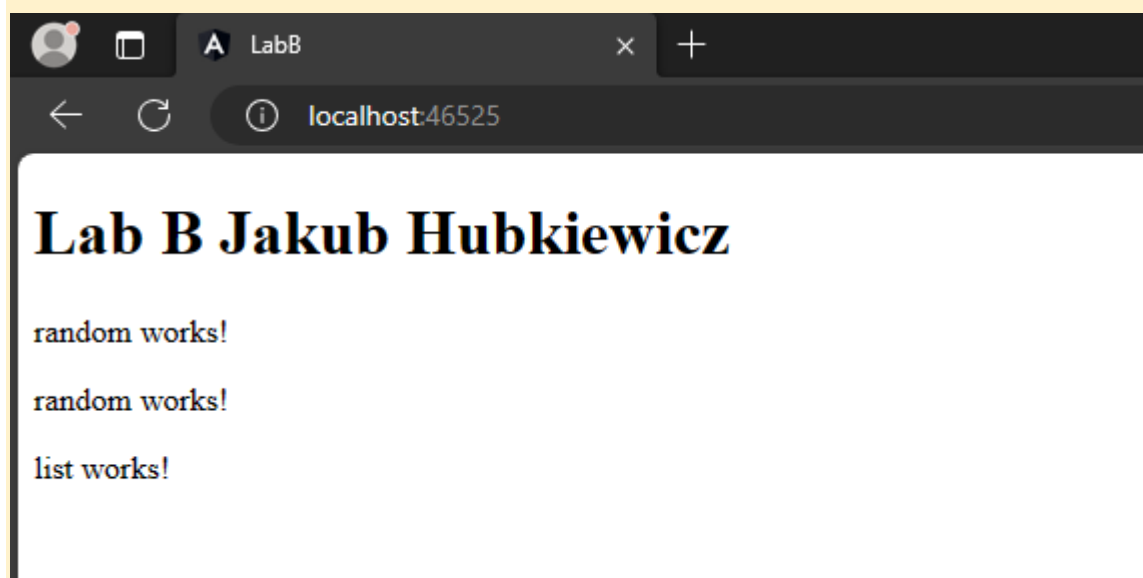 LabB
localhost:46525
Lab B Jakub Hubkiewicz
random works!
random works!
list works!